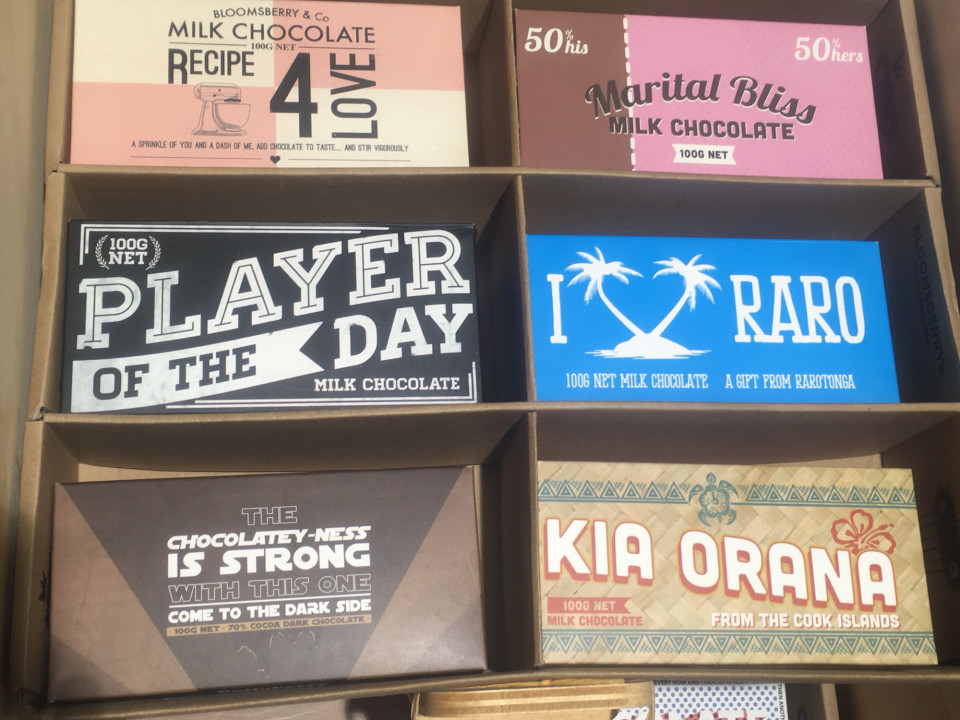 BLOOMSBERRY & Co
MILK CHOCOLATE
100G NET
RECIPE
4
LOVE
A SPRINKLE OF YOU AND A DASH OF ME, ADD CHOCOLATE TO TASTE.... AND STIR VIGOROUSLY
50% his
50% hers
Marital Bliss
MILK CHOCOLATE
100G NET
100G
NET
PLAYER
OF THE DAY
MILK CHOCOLATE
I RARO
100G NET MILK CHOCOLATE A GIFT FROM RAROTONGA
BLOOMSBERRY
THE
CHOCOLATEY-NESS
IS STRONG
WITH THIS ONE
COME TO THE DARK SIDE
100G NET · 70% COCOA DARK CHOCOLATE
KIA ORANA
100G NET
MILK CHOCOLATE
FROM THE COOK ISLANDS